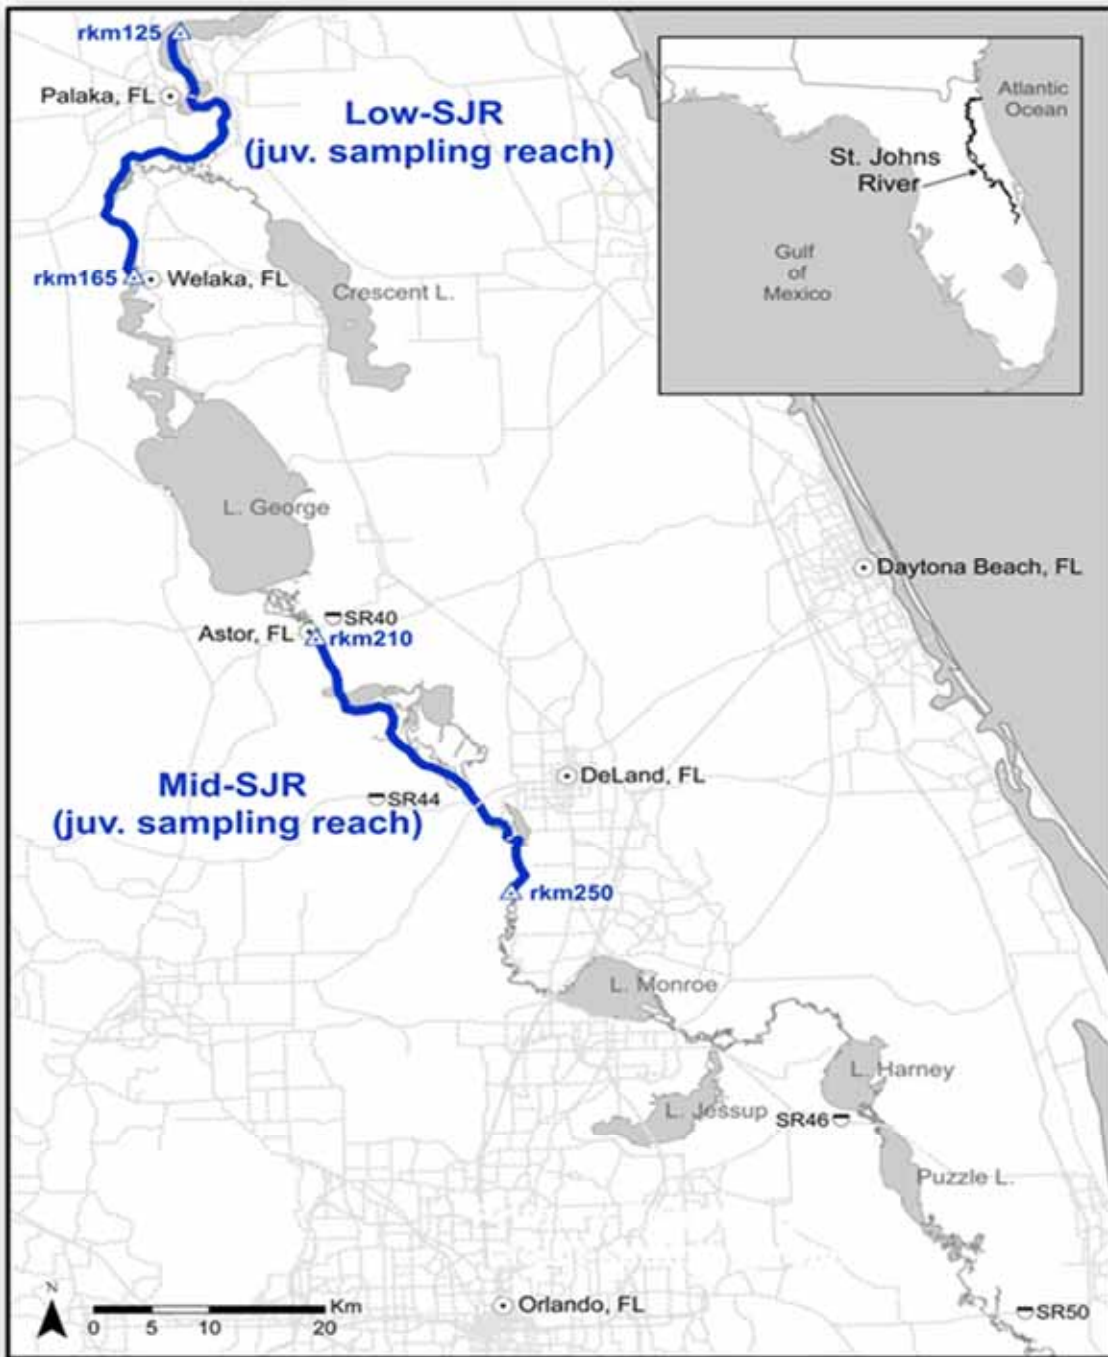 rkm125
Palaka, FL
Low-SJR
(juv. sampling reach)
Atlantic
Ocean
St. Johns
River
Gulf
of
Mexico
rkm165
Welaka, FL
Crescent L.
L. George
Daytona Beach, FL
SR40
Astor, FL
rkm210
DeLand, FL
Mid-SJR
(juv. sampling reach)
SR44
rkm250
L. Monroe
L. Harney
L. Jessup
SR46
Puzzle L.
N
Km
0 5 10 20
Orlando, FL
SR50